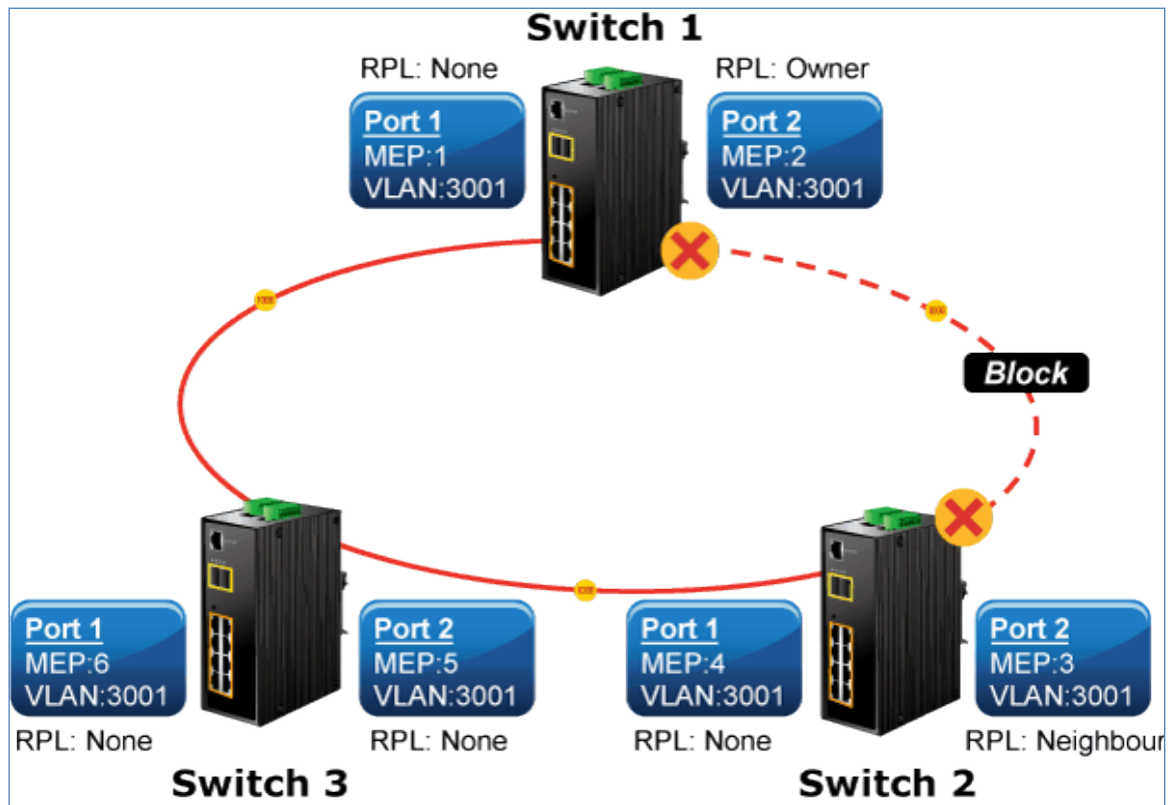 Switch 1
RPL: None
RPL: Owner
Port 1
MEP:1
VLAN:3001
Port 2
MEP:2
VLAN:3001
Block
Port 1
MEP:6
VLAN:3001
Port 2
MEP:5
VLAN:3001
Port 1
MEP:4
VLAN:3001
Port 2
MEP:3
VLAN:3001
RPL: None
RPL: None
RPL: None
RPL: Neighbour
Switch 3
Switch 2